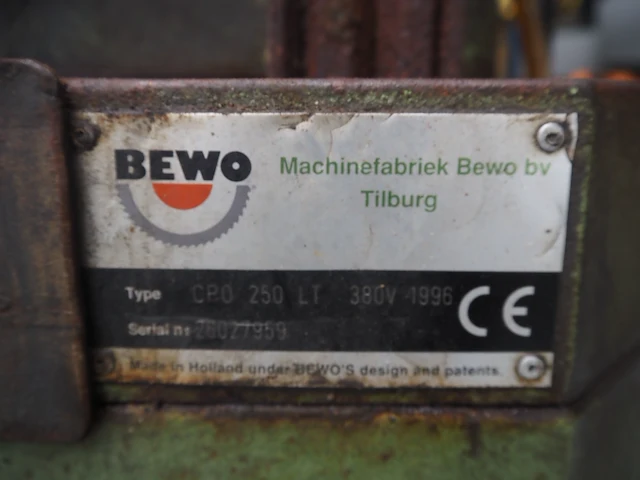 BEWO
Machinefabriek Bewo bv
Tilburg
Type CPO 250 LT 380V 1996
CE
Serial nr 28027959
Made in Holland under BEWO'S design and patents.